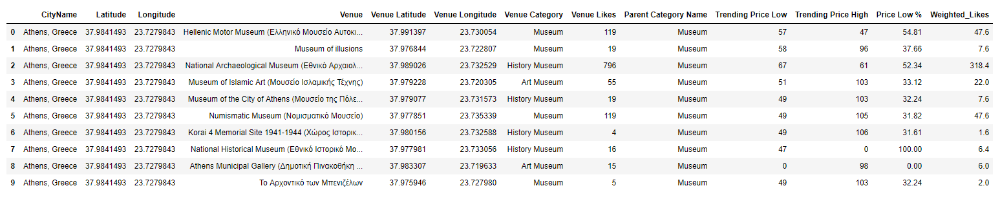 CityName Latitude Longitude Venue Venue Latitude Venue Longitude Venue Category Venue Likes Parent Category Name Trending Price Low Trending Price High Price Low % Weighted_Likes
0 Athens, Greece 37.9841493 23.7279843 Hellenic Motor Museum (Ελληνικό Μουσείο Αυτοκι... 37.991397 23.730054 Museum 119 Museum 57 47 54.81 47.6
1 Athens, Greece 37.9841493 23.7279843 Museum of illusions 37.976844 23.722807 Museum 19 Museum 58 96 37.66 7.6
2 Athens, Greece 37.9841493 23.7279843 National Archaeological Museum (Εθνικό Αρχαιολ... 37.989026 23.732529 History Museum 796 Museum 67 61 52.34 318.4
3 Athens, Greece 37.9841493 23.7279843 Museum of Islamic Art (Μουσείο Ισλαμικής Τέχνης) 37.979228 23.720305 Art Museum 55 Museum 51 103 33.12 22.0
4 Athens, Greece 37.9841493 23.7279843 Museum of the City of Athens (Μουσείο της Πόλε... 37.979077 23.731573 History Museum 19 Museum 49 103 32.24 7.6
5 Athens, Greece 37.9841493 23.7279843 Numismatic Museum (Νομισματικό Μουσείο) 37.977851 23.735339 Museum 119 Museum 49 105 31.82 47.6
6 Athens, Greece 37.9841493 23.7279843 Korai 4 Memorial Site 1941-1944 (Χώρος Ιστορικ... 37.980156 23.732588 History Museum 4 Museum 49 106 31.61 1.6
7 Athens, Greece 37.9841493 23.7279843 National Historical Museum (Εθνικό Ιστορικό Μο... 37.977981 23.733056 History Museum 16 Museum 47 0 100.00 6.4
8 Athens, Greece 37.9841493 23.7279843 Athens Municipal Gallery (Δημοτική Πινακοθήκη ... 37.983307 23.719633 Art Museum 15 Museum 0 98 0.00 6.0
9 Athens, Greece 37.9841493 23.7279843 Το Αρχοντικό των Μπενιζέλων 37.975946 23.727980 Museum 5 Museum 49 103 32.24 2.0